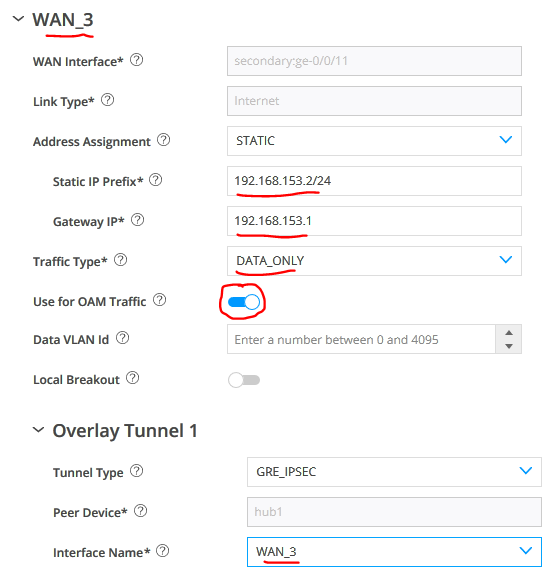 WAN_3
WAN Interface* ? secondary:ge-0/0/11
Link Type* ? Internet
Address Assignment ? STATIC
Static IP Prefix* ? 192.168.153.2/24
Gateway IP* ? 192.168.153.1
Traffic Type* ? DATA_ONLY
Use for OAM Traffic ?
Data VLAN Id ? Enter a number between 0 and 4095
Local Breakout ?
Overlay Tunnel 1
Tunnel Type ? GRE_IPSEC
Peer Device* ? hub1
Interface Name* ? WAN_3